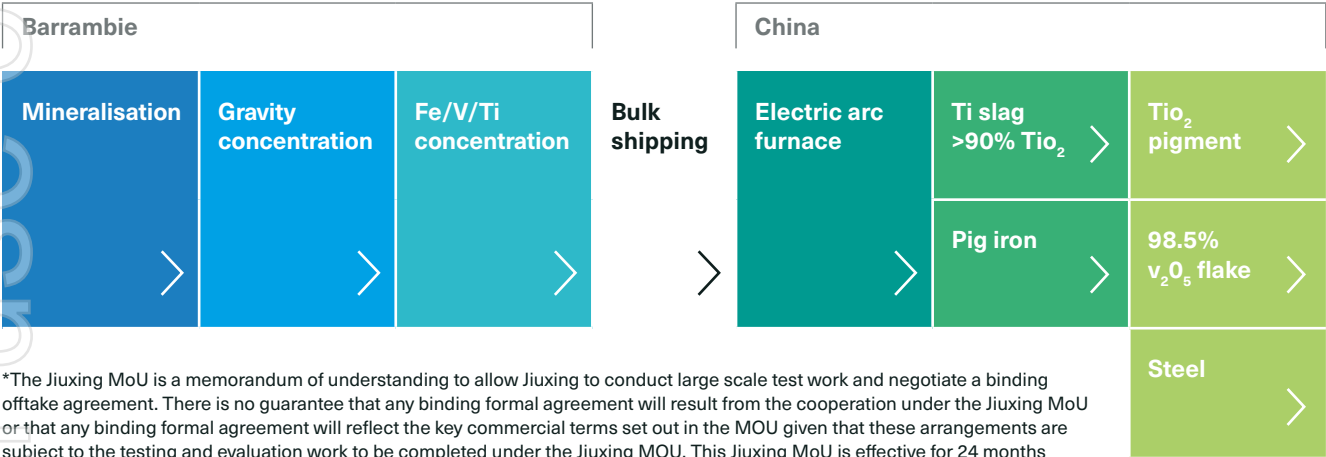 Barrambie
China
Mineralisation
Gravity
concentration
Fe/V/Ti
concentration
Bulk
shipping
Electric arc
furnace
Ti slag
>90% Tio₂
Tio₂
pigment
Pig iron
98.5%
v₂0₅ flake
Steel
*The Jiuxing MoU is a memorandum of understanding to allow Jiuxing to conduct large scale test work and negotiate a binding
offtake agreement. There is no guarantee that any binding formal agreement will result from the cooperation under the Jiuxing MoU
or that any binding formal agreement will reflect the key commercial terms set out in the MOU given that these arrangements are
subject to the testing and evaluation work to be completed under the Jiuxing MOU. This Jiuxing MoU is effective for 24 months